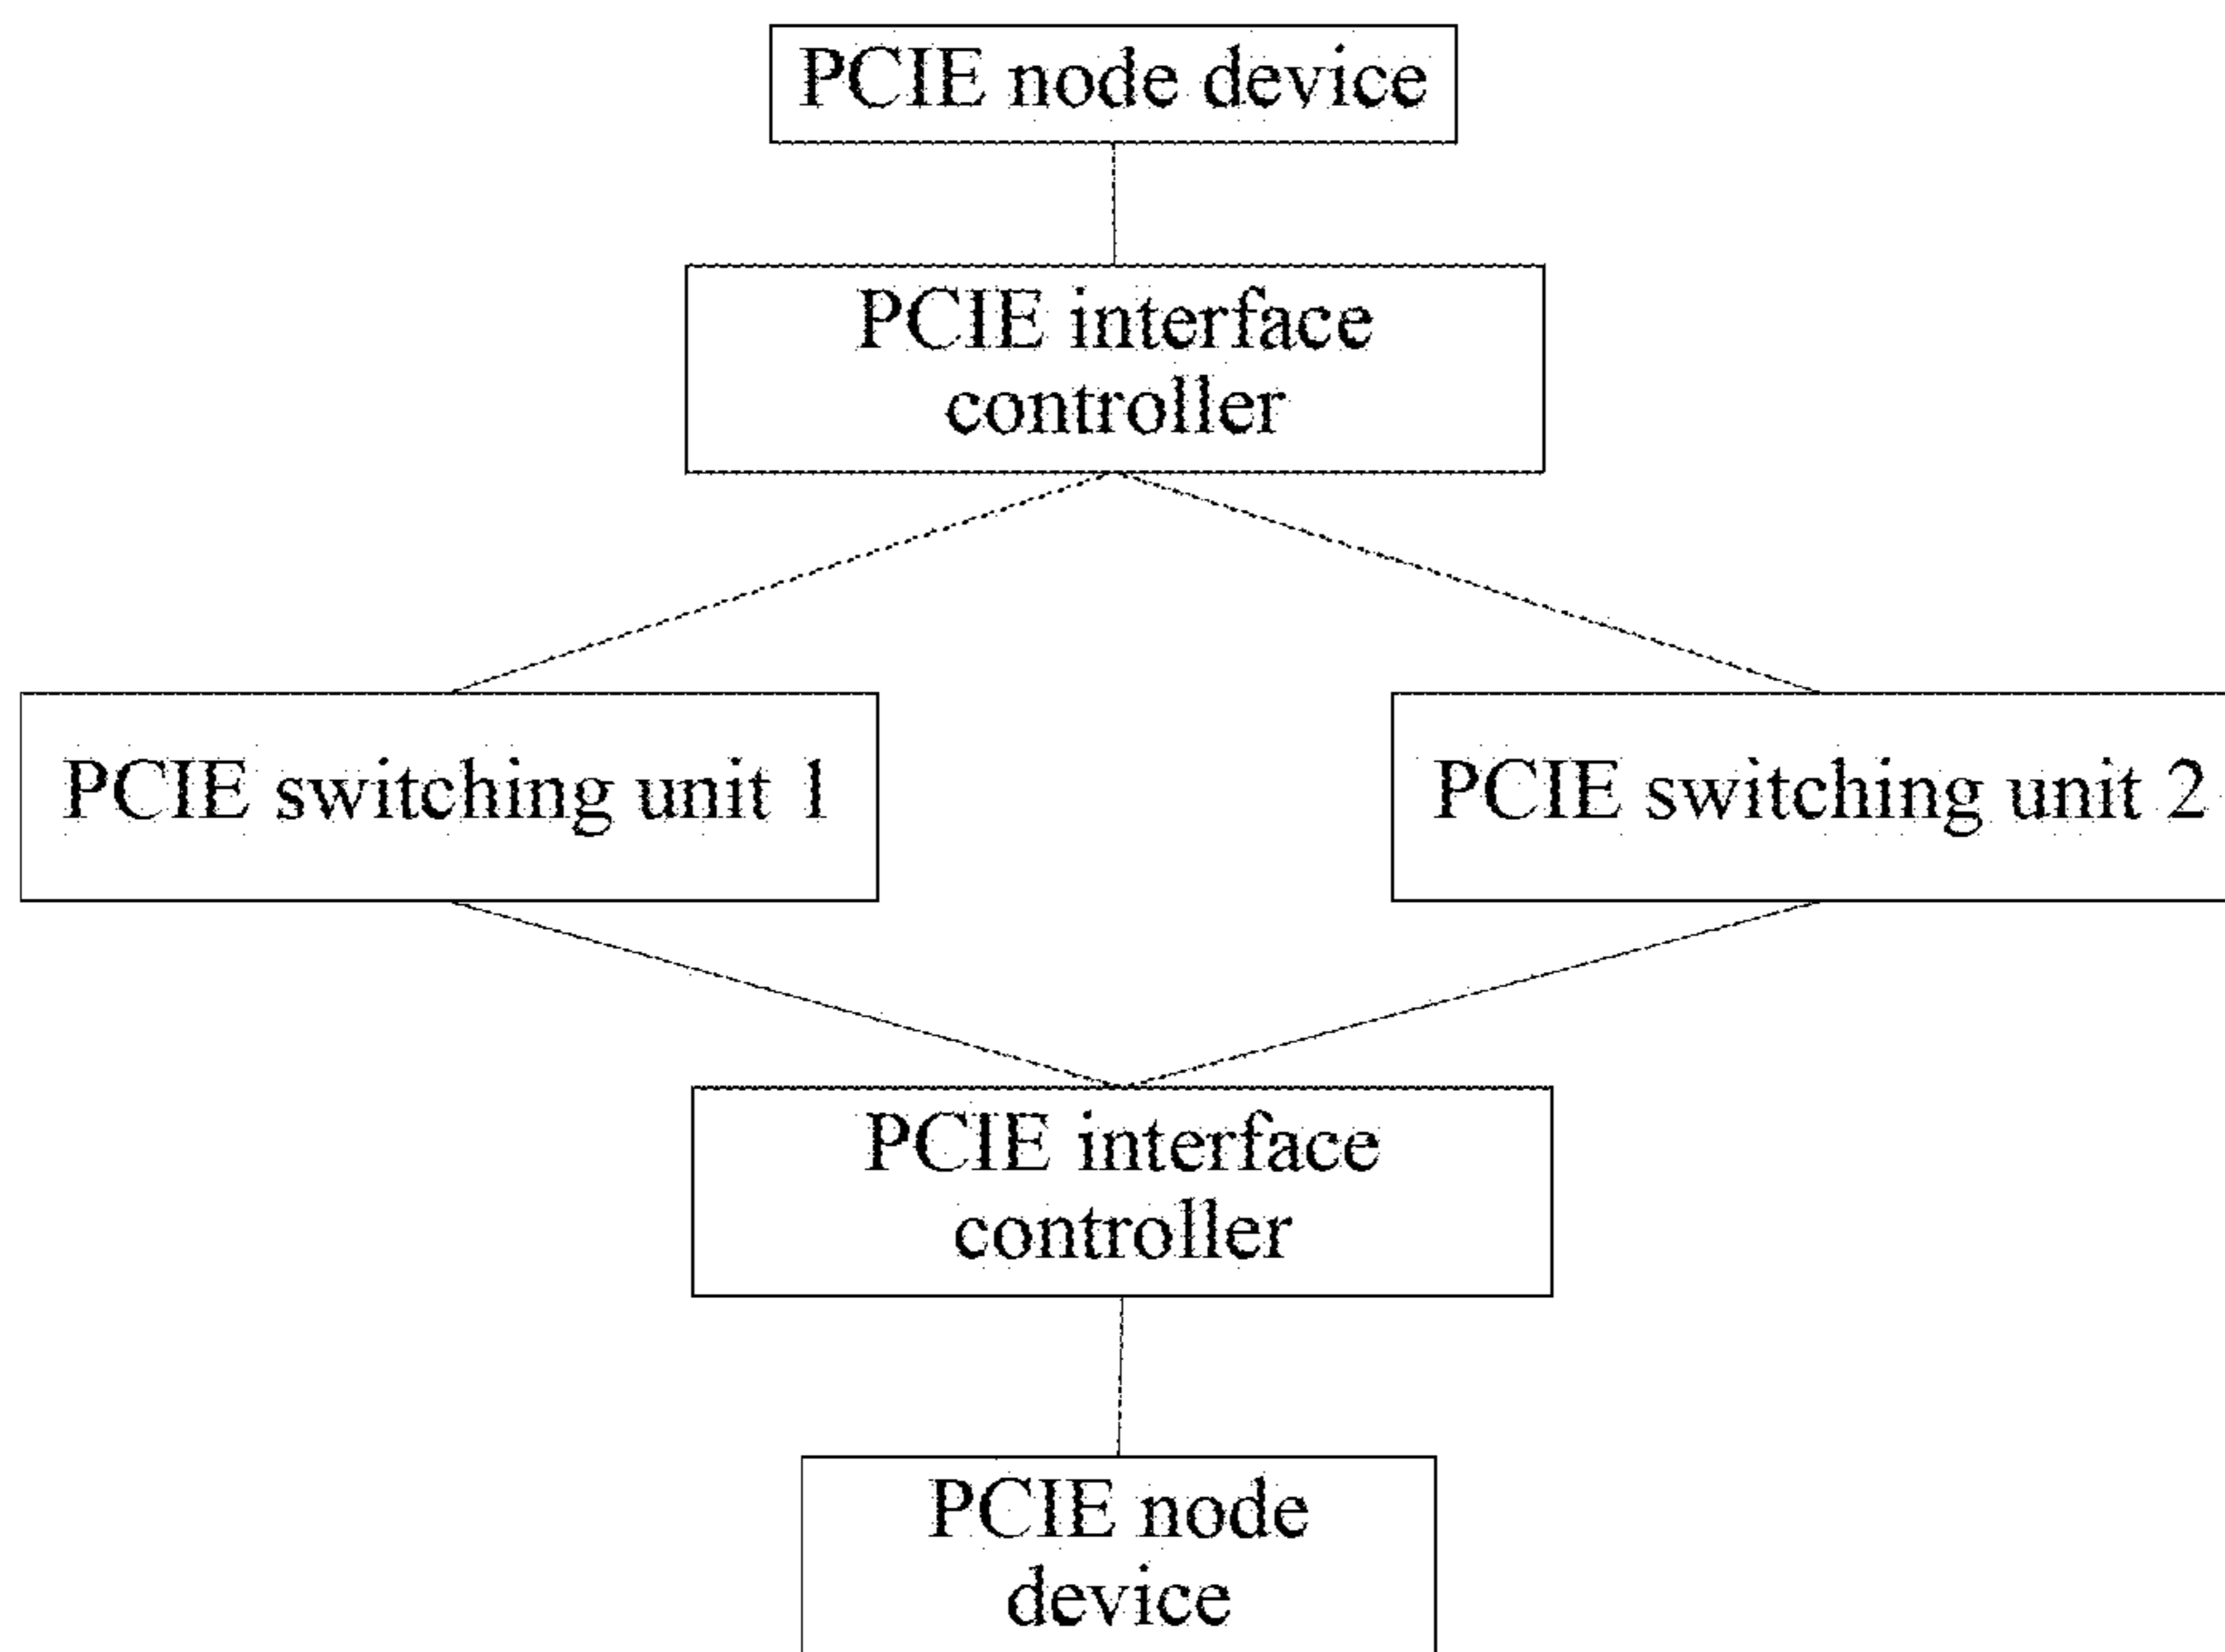 PCIE node device
PCIE interface
controller
PCIE switching unit 1
PCIE switching unit 2
PCIE interface
controller
PCIE node
device